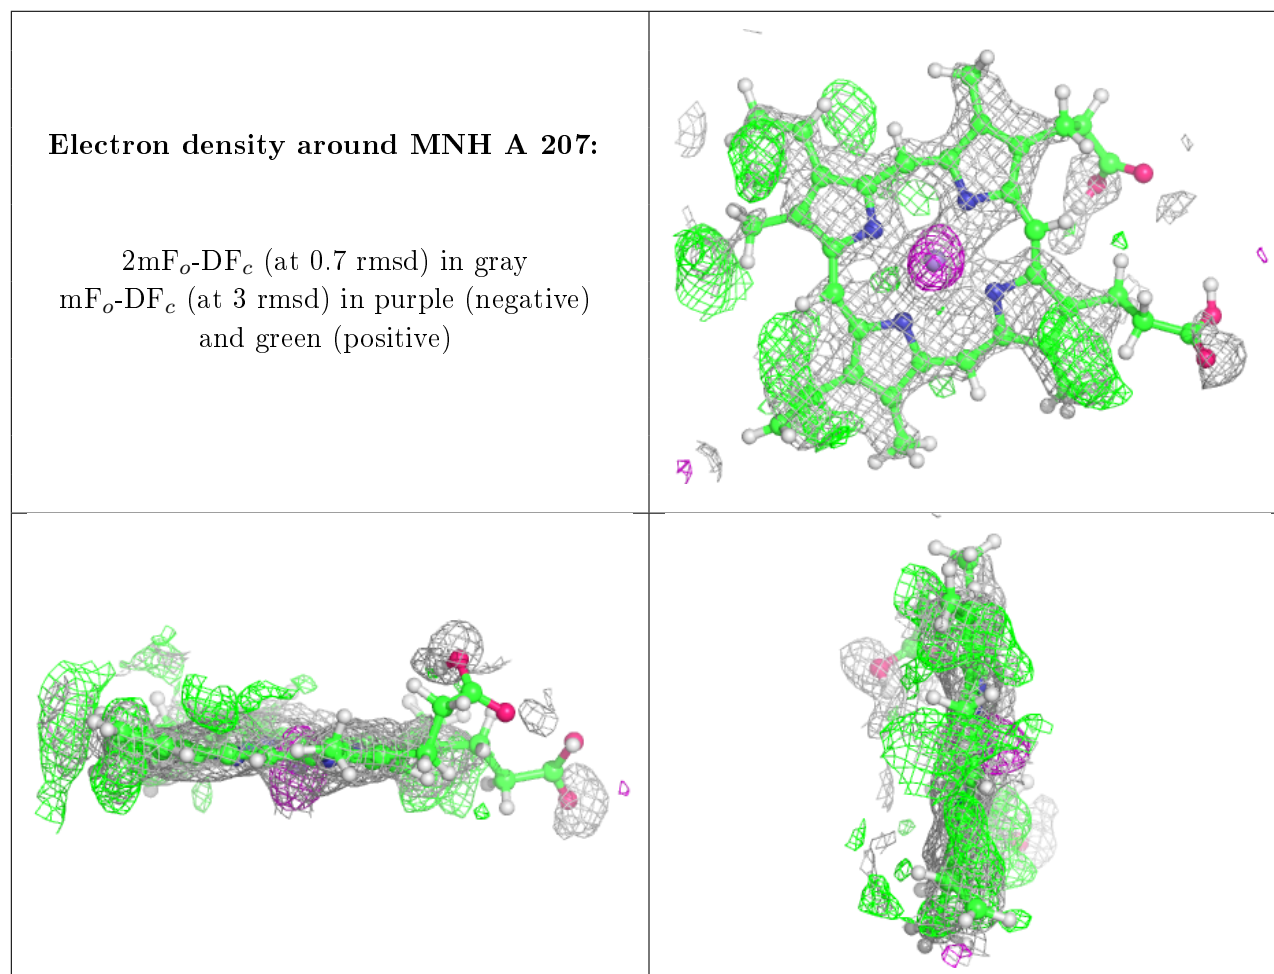 Electron density around MNH A 207:
2mFo-DFc (at 0.7 rmsd) in gray
mFo-DFc (at 3 rmsd) in purple (negative)
and green (positive)